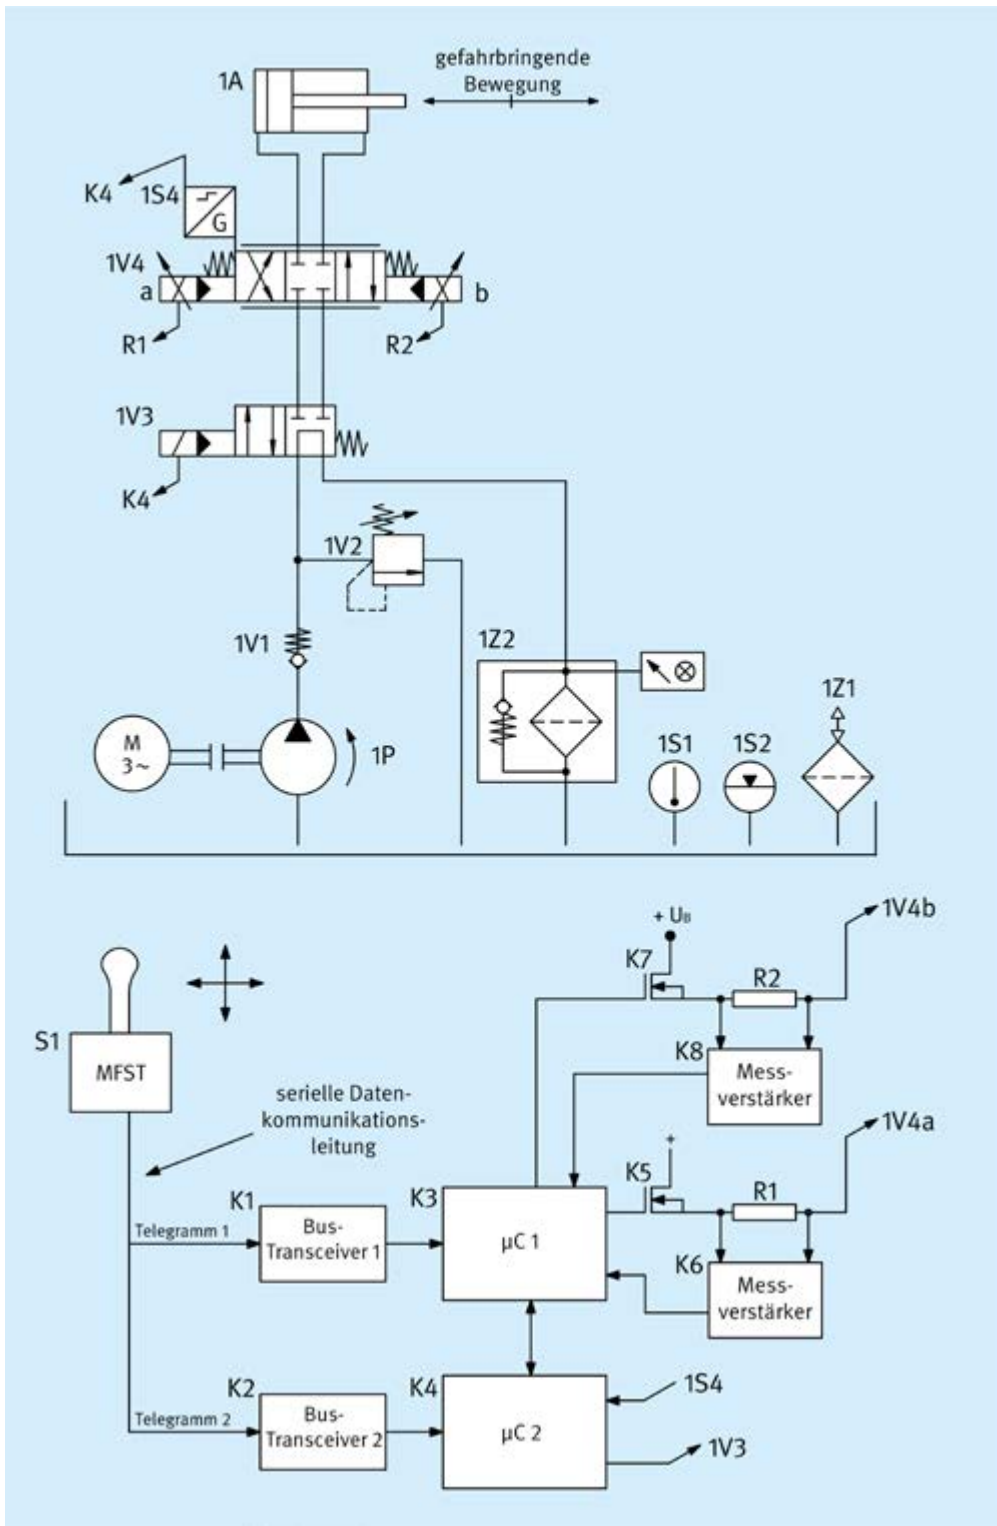 gefahrbringende
Bewegung
1A
K4
1S4
G
1V4
a
b
R1
R2
1V3
K4
1V2
1V1
1Z2
1Z1
M
3~
1P
1S1
1S2
1V4b
+ UB
K7
R2
S1
MFST
K8
Mess-
verstärker
serielle Daten-
kommunikations-
leitung
1V4a
+
K5
R1
K1
K3
Telegramm 1
Bus-
Transceiver 1
µC 1
K6
Mess-
verstärker
K2
K4
1S4
Telegramm 2
Bus-
Transceiver 2
µC 2
1V3